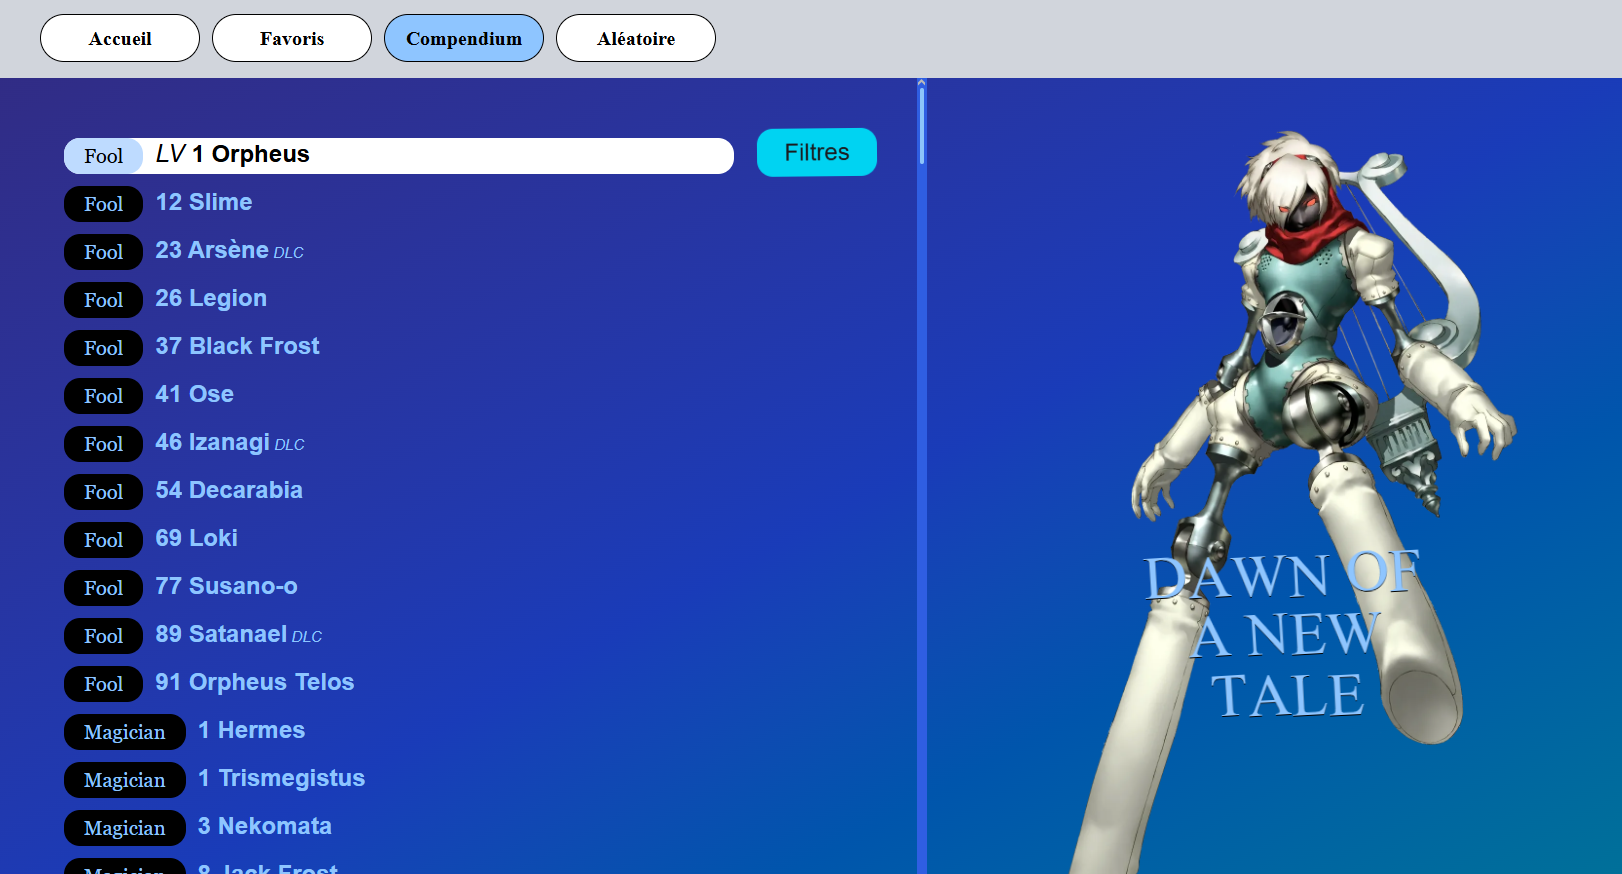 Accueil
Favoris
Compendium
Aléatoire
Fool LV 1 Orpheus
Filtres
Fool 12 Slime
Fool 23 Arsène DLC
Fool 26 Legion
Fool 37 Black Frost
Fool 41 Ose
Fool 46 Izanagi DLC
Fool 54 Decarabia
Fool 69 Loki
Fool 77 Susano-o
Fool 89 Satanael DLC
Fool 91 Orpheus Telos
Magician 1 Hermes
Magician 1 Trismegistus
Magician 3 Nekomata
Magician 8 Jack Frost
DAWN OF
A NEW
TALE